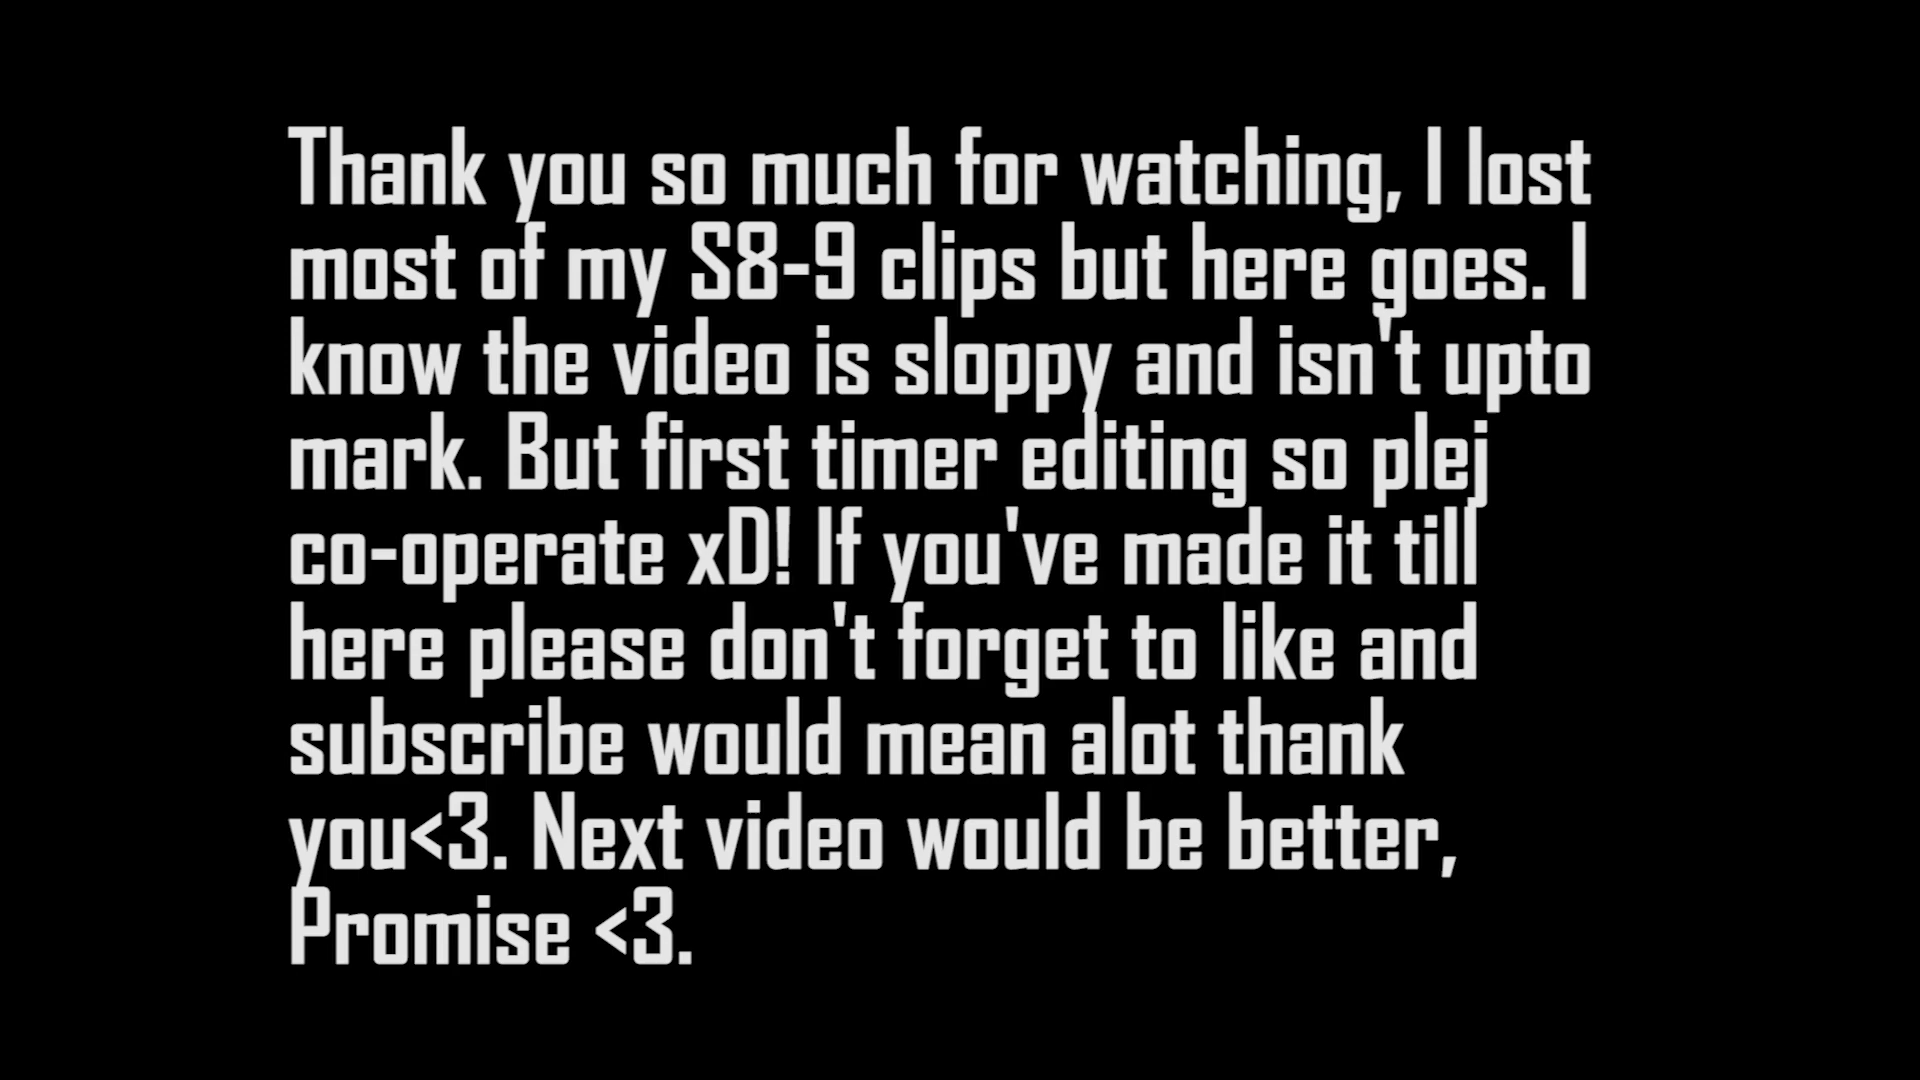 Thank you so much for watching, I lost
most of my S8-9 clips but here goes. I
know the video is sloppy and isn't upto
mark. But first timer editing so plej
co-operate xD! If you've made it till
here please don't forget to like and
subscribe would mean alot thank
you<3. Next video would be better,
Promise <3.